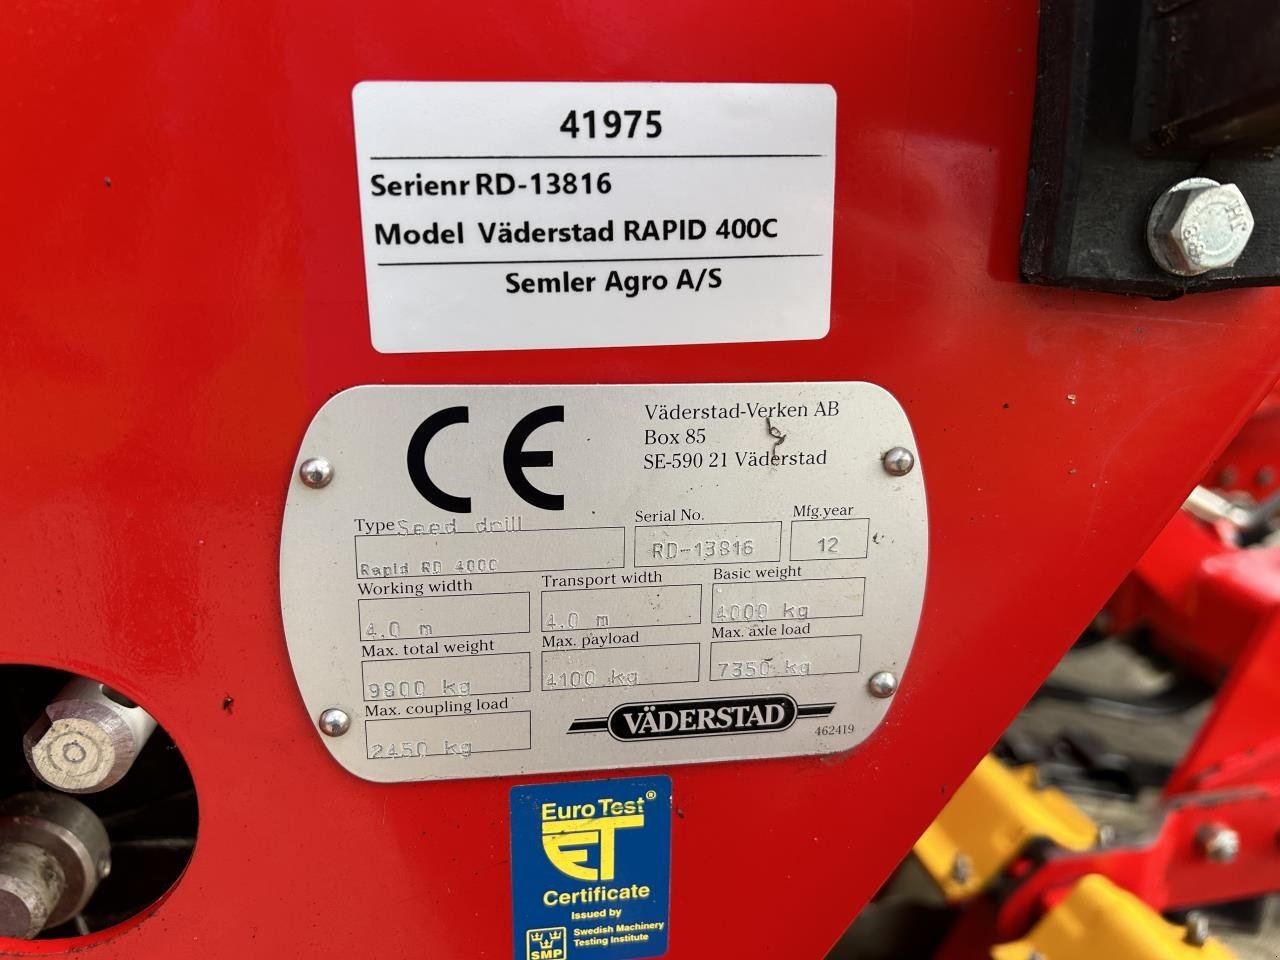 41975
Serienr RD-13816
Model Väderstad RAPID 400C
Semler Agro A/S
CE
Väderstad-Verken AB
Box 85
SE-590 21 Väderstad
Type Seed drill
Rapid RD 400C
Serial No.
RD-13816
Mfg.year
12
Working width
4.0 m
Transport width
4.0 m
Basic weight
4000 kg
Max. total weight
9800 kg
Max. payload
4100 kg
Max. axle load
7350 kg
Max. coupling load
2450 kg
VÄDERSTAD
462419
Euro Test®
ET
Certificate
Issued by
Swedish Machinery
Testing Institute
SMP